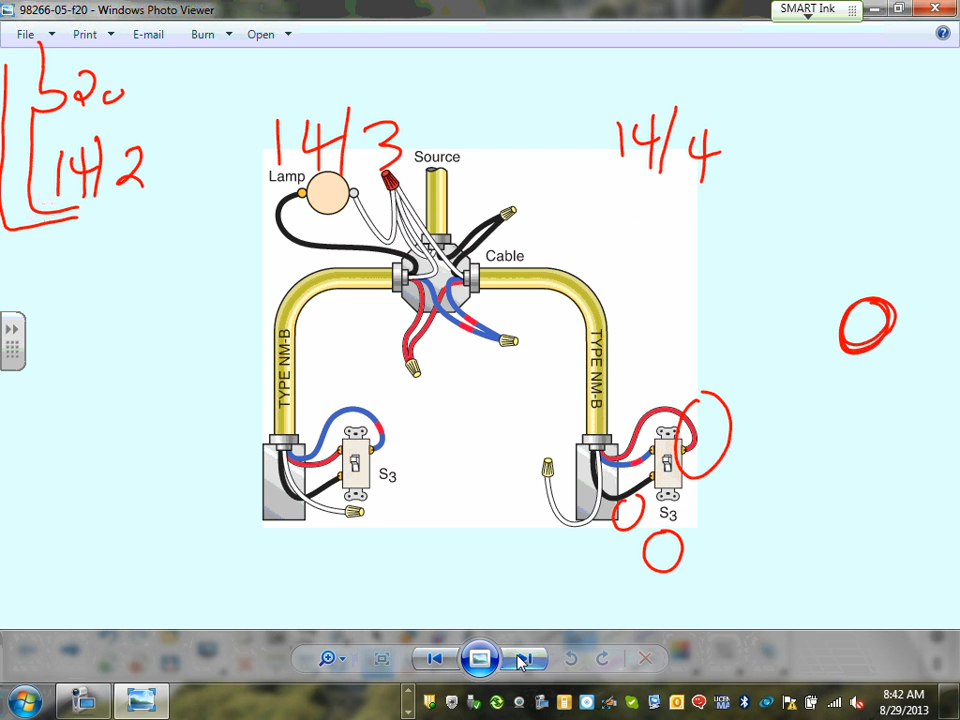 98266-05-f20 - Windows Photo Viewer
SMART Ink
File Print E-mail Burn Open
520
14/2
14/3
14/4
Source
Lamp
Cable
TYPE NM-B
TYPE NM-B
S3
S3
8:42 AM
8/29/2013